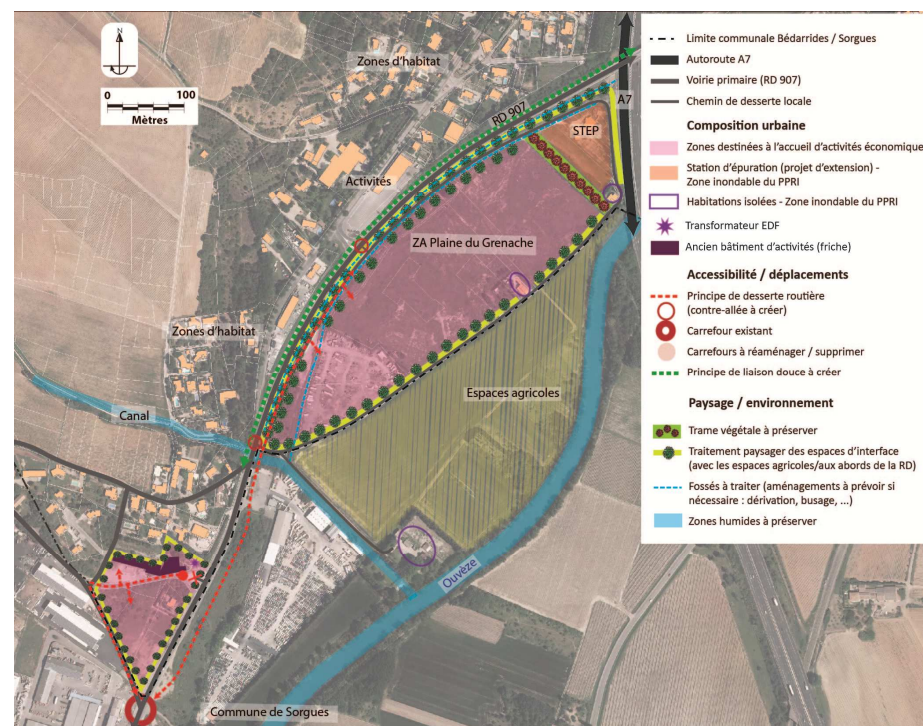 N
0 100
Mètres
Zones d'habitat
RD 907
A7
STEP
Activités
ZA Plaine du Grenache
Zones d'habitat
Canal
Espaces agricoles
Ouvèze
Commune de Sorgues
Limite communale Bédarrides / Sorgues
Autoroute A7
Voirie primaire (RD 907)
Chemin de desserte locale
Composition urbaine
Zones destinées à l'accueil d'activités économique
Station d'épuration (projet d'extension) -
Zone inondable du PPRI
Habitations isolées - Zone inondable du PPRI
Transformateur EDF
Ancien bâtiment d'activités (friche)
Accessibilité / déplacements
Principe de desserte routière
(contre-allée à créer)
Carrefour existant
Carrefours à réaménager / supprimer
Principe de liaison douce à créer
Paysage / environnement
Trame végétale à préserver
Traitement paysager des espaces d'interface
(avec les espaces agricoles/aux abords de la RD)
Fossés à traiter (aménagements à prévoir si
nécessaire : dérivation, busage, ...)
Zones humides à préserver